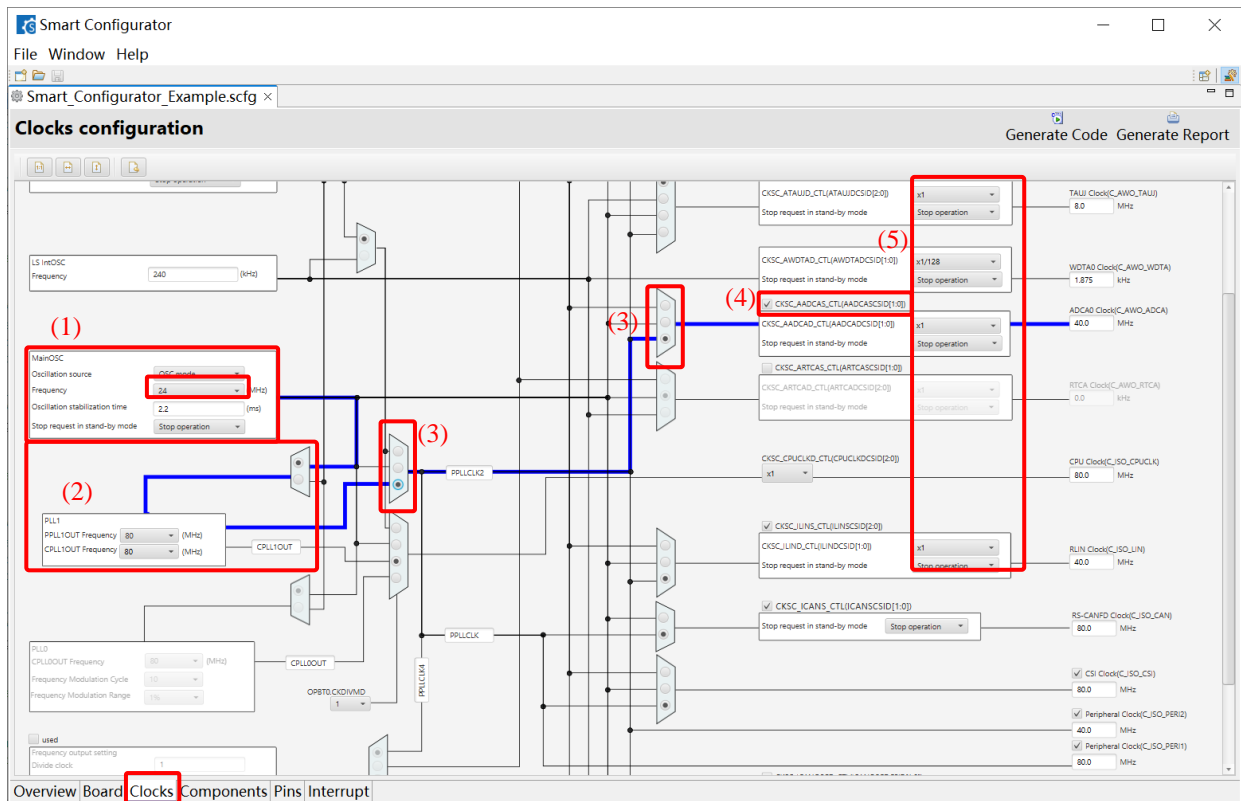 Smart Configurator
File Window Help
Smart_Configurator_Example.scfg ×
Clocks configuration
Generate Code Generate Report
CKSC_ATAUJD_CTL(ATAUJDCSID[2:0])
x1
Stop request in stand-by mode
Stop operation
TAUJ Clock(C_AWO_TAUJ)
8.0 MHz
(5)
LS IntOSC
Frequency 240 (kHz)
CKSC_AWDTAD_CTL(AWDTADCSID[1:0])
x1/128
Stop request in stand-by mode
Stop operation
WDTA0 Clock(C_AWO_WDTA)
1.875 kHz
(4)
CKSC_AADCAS_CTL(AADCASCSID[1:0])
(3)
CKSC_AADCAD_CTL(AADCADCSID[1:0])
x1
Stop request in stand-by mode
Stop operation
ADCA0 Clock(C_AWO_ADCA)
40.0 MHz
(1)
MainOSC
Oscillation source OSC mode
Frequency 24 (MHz)
Oscillation stabilization time 2.2 (ms)
Stop request in stand-by mode Stop operation
CKSC_ARTCAS_CTL(ARTCASCSID[1:0])
CKSC_ARTCAD_CTL(ARTCADCSID[2:0])
x1
Stop request in stand-by mode
Stop operation
RTCA Clock(C_AWO_RTCA)
0.0 kHz
(3)
(2)
PPLLCLK2
CKSC_CPUCLKD_CTL(CPUCLKDCSID[2:0])
x1
CPU Clock(C_ISO_CPUCLK)
80.0 MHz
PLL1
PPLL1OUT Frequency 80 (MHz)
CPLL1OUT Frequency 80 (MHz)
CPLL1OUT
CKSC_ILINS_CTL(ILINSCSID[2:0])
CKSC_ILIND_CTL(ILINDCSID[1:0])
x1
Stop request in stand-by mode
Stop operation
RLIN Clock(C_ISO_LIN)
40.0 MHz
CKSC_ICANS_CTL(ICANSCSID[1:0])
Stop request in stand-by mode Stop operation
RS-CANFD Clock(C_ISO_CAN)
80.0 MHz
PPLLCLK
PLL0
CPLL0OUT Frequency 80 (MHz)
Frequency Modulation Cycle 10
Frequency Modulation Range 1%
CPLL0OUT
PPLLCLK4
OPBT0.CKDIVMD
1
CSI Clock(C_ISO_CSI)
80.0 MHz
Peripheral Clock(C_ISO_PERI2)
40.0 MHz
Peripheral Clock(C_ISO_PERI1)
80.0 MHz
used
Frequency output setting
Divide clock 1
Overview Board Clocks Components Pins Interrupt